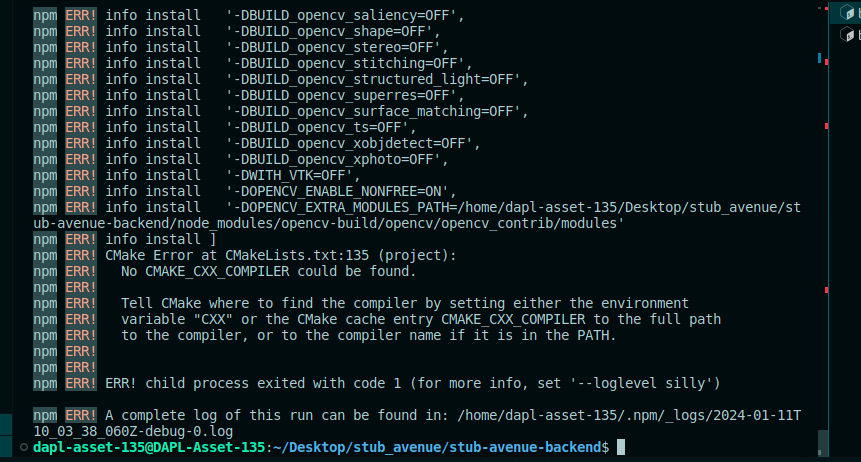 npm ERR! info install   '-DBUILD_opencv_saliency=OFF',
npm ERR! info install   '-DBUILD_opencv_shape=OFF',
npm ERR! info install   '-DBUILD_opencv_stereo=OFF',
npm ERR! info install   '-DBUILD_opencv_stitching=OFF',
npm ERR! info install   '-DBUILD_opencv_structured_light=OFF',
npm ERR! info install   '-DBUILD_opencv_superres=OFF',
npm ERR! info install   '-DBUILD_opencv_surface_matching=OFF',
npm ERR! info install   '-DBUILD_opencv_ts=OFF',
npm ERR! info install   '-DBUILD_opencv_xobjdetect=OFF',
npm ERR! info install   '-DBUILD_opencv_xphoto=OFF',
npm ERR! info install   '-DWITH_VTK=OFF',
npm ERR! info install   '-DOPENCV_ENABLE_NONFREE=ON',
npm ERR! info install   '-DOPENCV_EXTRA_MODULES_PATH=/home/dapl-asset-135/Desktop/stub_avenue/st
ub-avenue-backend/node_modules/opencv-build/opencv/opencv_contrib/modules'
npm ERR! info install ]
npm ERR! CMake Error at CMakeLists.txt:135 (project):
npm ERR!   No CMAKE_CXX_COMPILER could be found.
npm ERR!
npm ERR!   Tell CMake where to find the compiler by setting either the environment
npm ERR!   variable "CXX" or the CMake cache entry CMAKE_CXX_COMPILER to the full path
npm ERR!   to the compiler, or to the compiler name if it is in the PATH.
npm ERR!
npm ERR!
npm ERR! ERR! child process exited with code 1 (for more info, set '--loglevel silly')

npm ERR! A complete log of this run can be found in: /home/dapl-asset-135/.npm/_logs/2024-01-11T
10_03_38_060Z-debug-0.log
dapl-asset-135@DAPL-Asset-135:~/Desktop/stub_avenue/stub-avenue-backend$